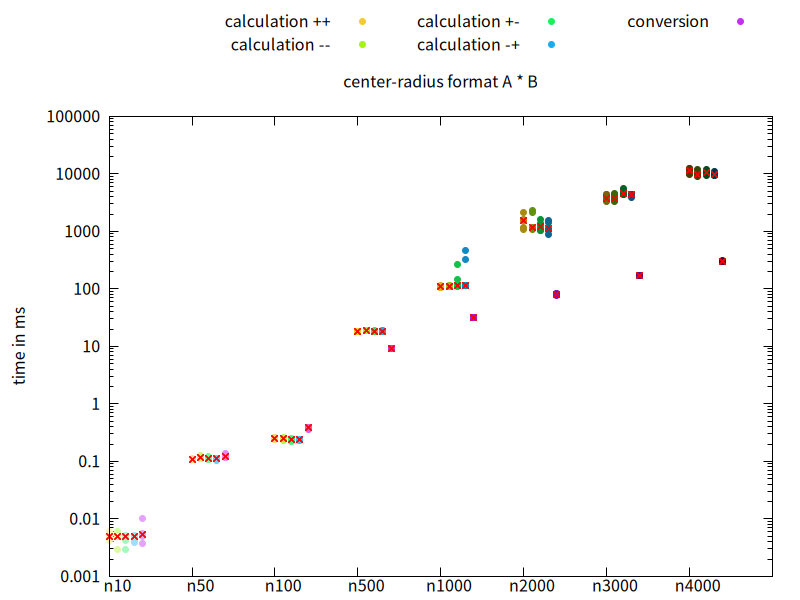 calculation ++ calculation +- conversion
calculation -- calculation -+
center-radius format A * B
time in ms
100000
10000
1000
100
10
1
0.1
0.01
0.001
n10 n50 n100 n500 n1000 n2000 n3000 n4000